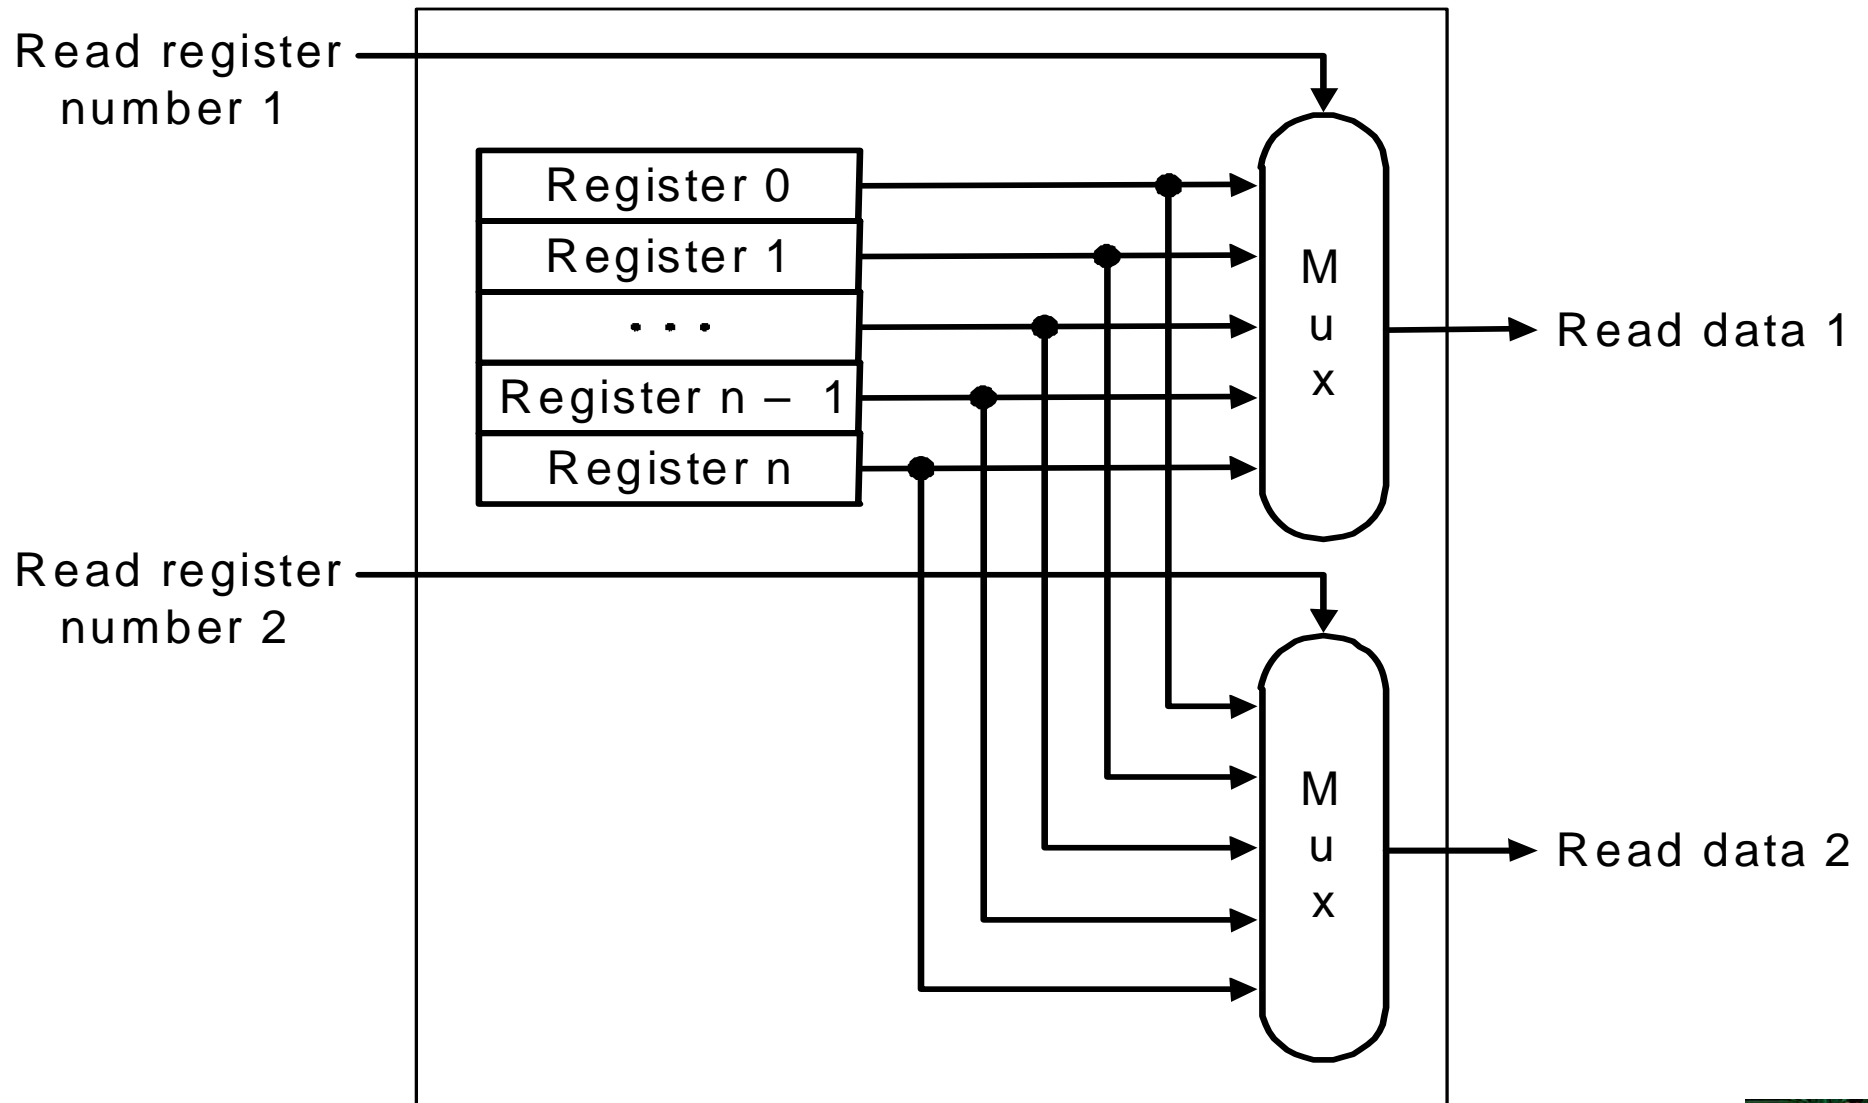 Read register
number 1
Register 0
Register 1
. . .
Register n – 1
Register n
M
u
x
Read data 1
Read register
number 2
M
u
x
Read data 2